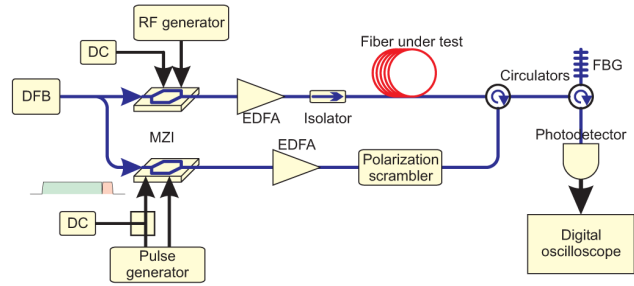 RF generator
DC
Fiber under test
Circulators
FBG
DFB
EDFA
Isolator
MZI
EDFA
Photodetector
Polarization
scrambler
DC
Pulse
generator
Digital
oscilloscope